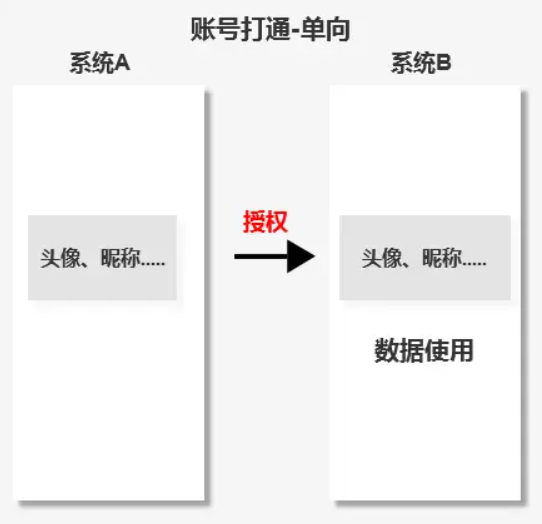 账号打通-单向
系统A
系统B
授权
头像、昵称.....
头像、昵称.....
数据使用